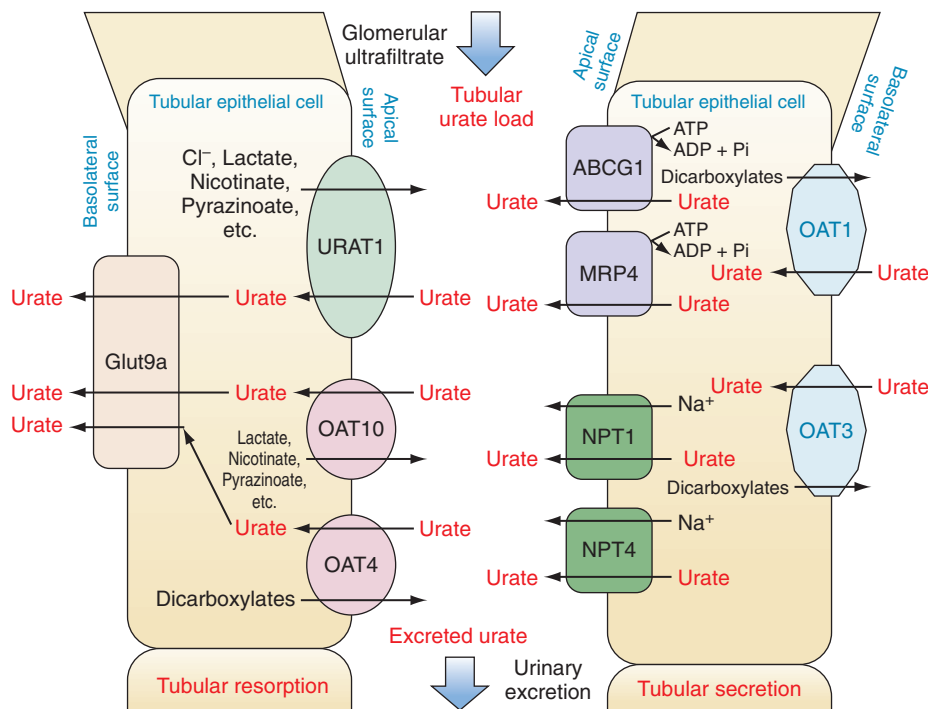 Glomerular
ultrafiltrate
Tubular
urate load
Tubular epithelial cell
Apical
surface
Basolateral
surface
Cl⁻, Lactate,
Nicotinate,
Pyrazinoate,
etc.
URAT1
Urate
Urate
Urate
Glut9a
Urate
Urate
Urate
Urate
OAT10
Lactate,
Nicotinate,
Pyrazinoate,
etc.
Urate
Urate
OAT4
Dicarboxylates
Tubular resorption
Excreted urate
Urinary
excretion
Apical
surface
Tubular epithelial cell
Basolateral
surface
ABCG1
ATP
ADP + Pi
Dicarboxylates
Urate
Urate
OAT1
MRP4
ATP
ADP + Pi
Urate
Urate
Urate
Urate
Urate
Urate
Na⁺
NPT1
OAT3
Urate
Urate
Dicarboxylates
Na⁺
NPT4
Urate
Urate
Tubular secretion